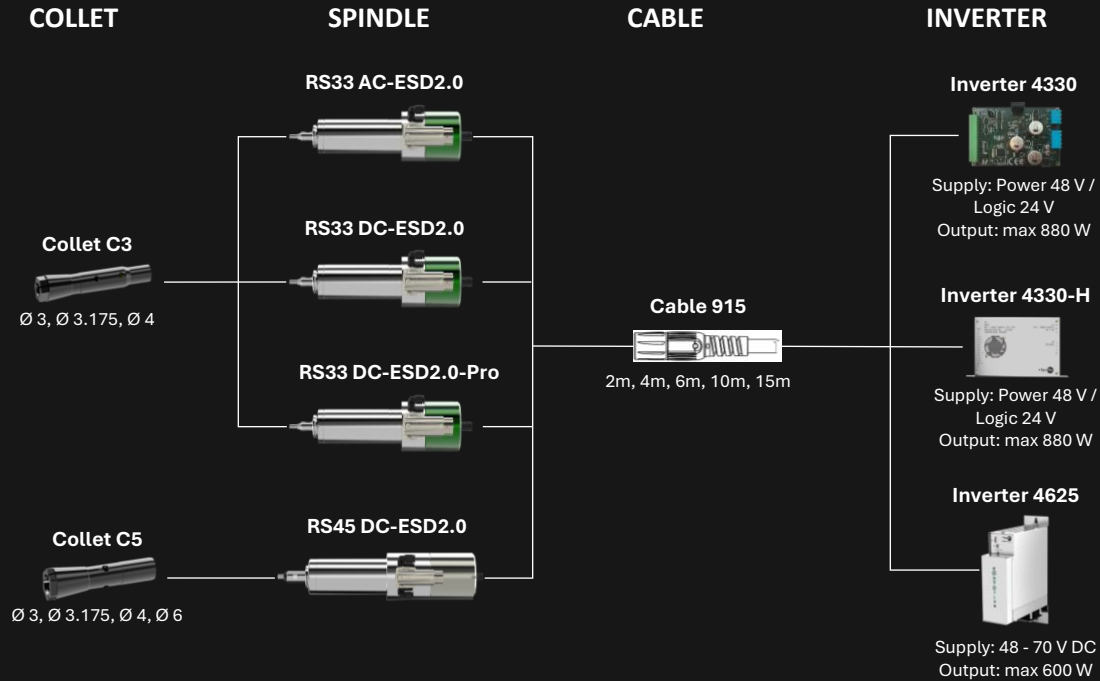 COLLET
SPINDLE
CABLE
INVERTER
Collet C3
Ø 3, Ø 3.175, Ø 4
Collet C5
Ø 3, Ø 3.175, Ø 4, Ø 6
RS33 AC-ESD2.0
RS33 DC-ESD2.0
RS33 DC-ESD2.0-Pro
RS45 DC-ESD2.0
Cable 915
2m, 4m, 6m, 10m, 15m
Inverter 4330
Supply: Power 48 V /
Logic 24 V
Output: max 880 W
Inverter 4330-H
Supply: Power 48 V /
Logic 24 V
Output: max 880 W
Inverter 4625
Supply: 48 - 70 V DC
Output: max 600 W